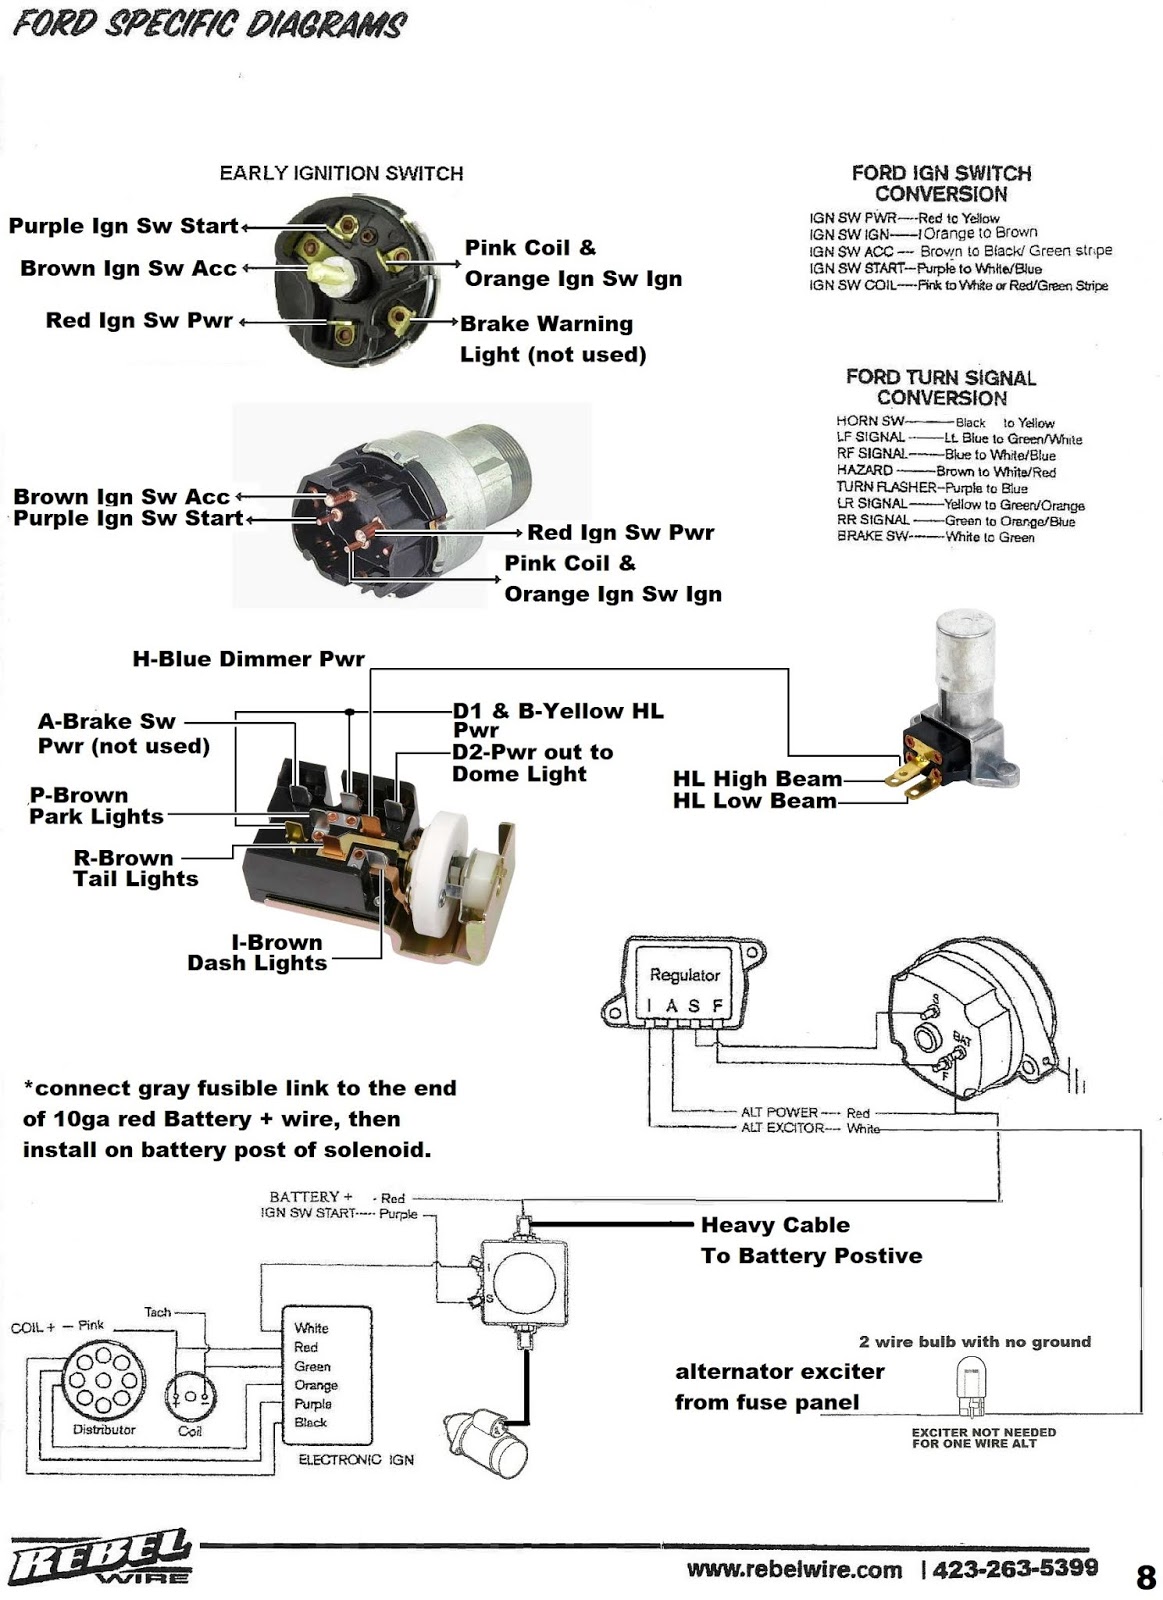 FORD SPECIFIC DIAGRAMS
EARLY IGNITION SWITCH
Purple Ign Sw Start
Brown Ign Sw Acc
Red Ign Sw Pwr
Pink Coil &
Orange Ign Sw Ign
Brake Warning
Light (not used)
FORD IGN SWITCH
CONVERSION
IGN SW PWR----Red to Yellow
IGN SW IGN-----Orange to Brown
IGN SW ACC --- Brown to Black/ Green stripe
IGN SW START--Purple to White/Blue
IGN SW COIL----Pink to White or Red/Green Stripe
FORD TURN SIGNAL
CONVERSION
HORN SW--------Black to Yellow
LF SIGNAL ------Lt Blue to Green/White
RF SIGNAL------Blue to White/Blue
HAZARD -------Brown to White/Red
TURN FLASHER-Purple to Blue
LR SIGNAL------Yellow to Green/Orange
RR SIGNAL -----Green to Orange/Blue
BRAKE SW------White to Green
Brown Ign Sw Acc
Purple Ign Sw Start
Red Ign Sw Pwr
Pink Coil &
Orange Ign Sw Ign
H-Blue Dimmer Pwr
A-Brake Sw
Pwr (not used)
D1 & B-Yellow HL
Pwr
D2-Pwr out to
Dome Light
P-Brown
Park Lights
R-Brown
Tail Lights
I-Brown
Dash Lights
HL High Beam
HL Low Beam
Regulator
I A S F
S
BAT
F
ALT POWER---- Red
ALT EXCITOR--- White
*connect gray fusible link to the end
of 10ga red Battery + wire, then
install on battery post of solenoid.
BATTERY + - Red
IGN SW START---- Purple
Heavy Cable
To Battery Postive
I
S
Tach
COIL + — Pink
White
Red
Green
Orange
Purple
Black
+ -
Distributor
Coil
ELECTRONIC IGN
2 wire bulb with no ground
alternator exciter
from fuse panel
EXCITER NOT NEEDED
FOR ONE WIRE ALT
REBEL
WIRE
www.rebelwire.com | 423-263-5399
8